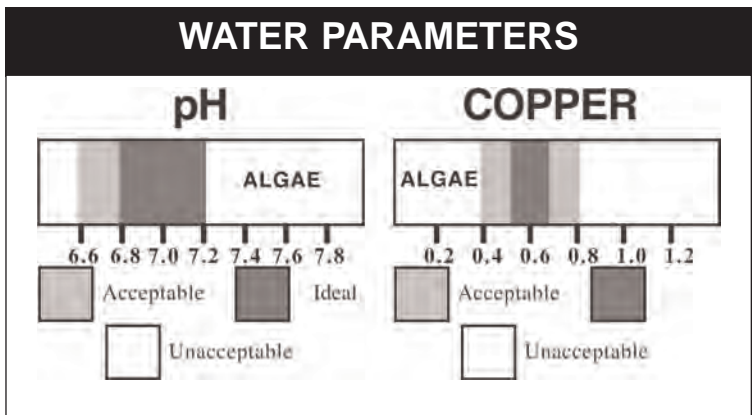 WATER PARAMETERS
pH
COPPER
ALGAE
ALGAE
6.6 6.8 7.0 7.2 7.4 7.6 7.8
0.2 0.4 0.6 0.8 1.0 1.2
Acceptable Ideal
Acceptable
Unacceptable
Unacceptable